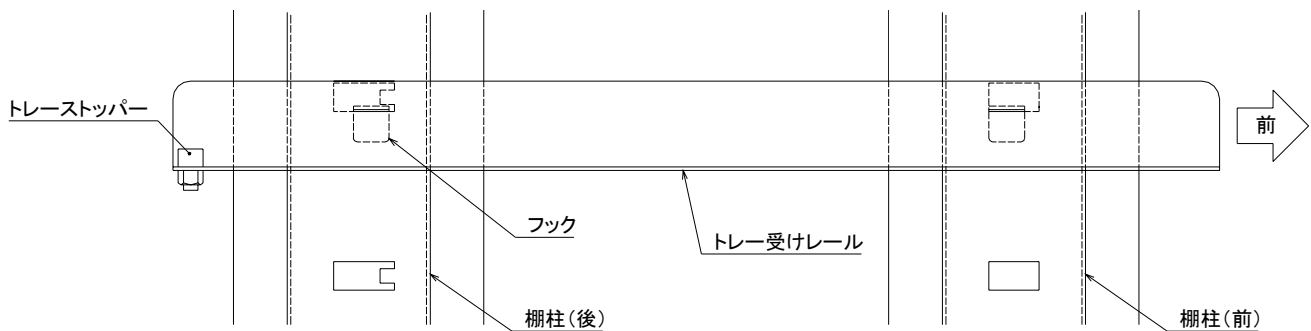 トレーストッパー
前
フック
トレー受けレール
棚柱（後）
棚柱（前）